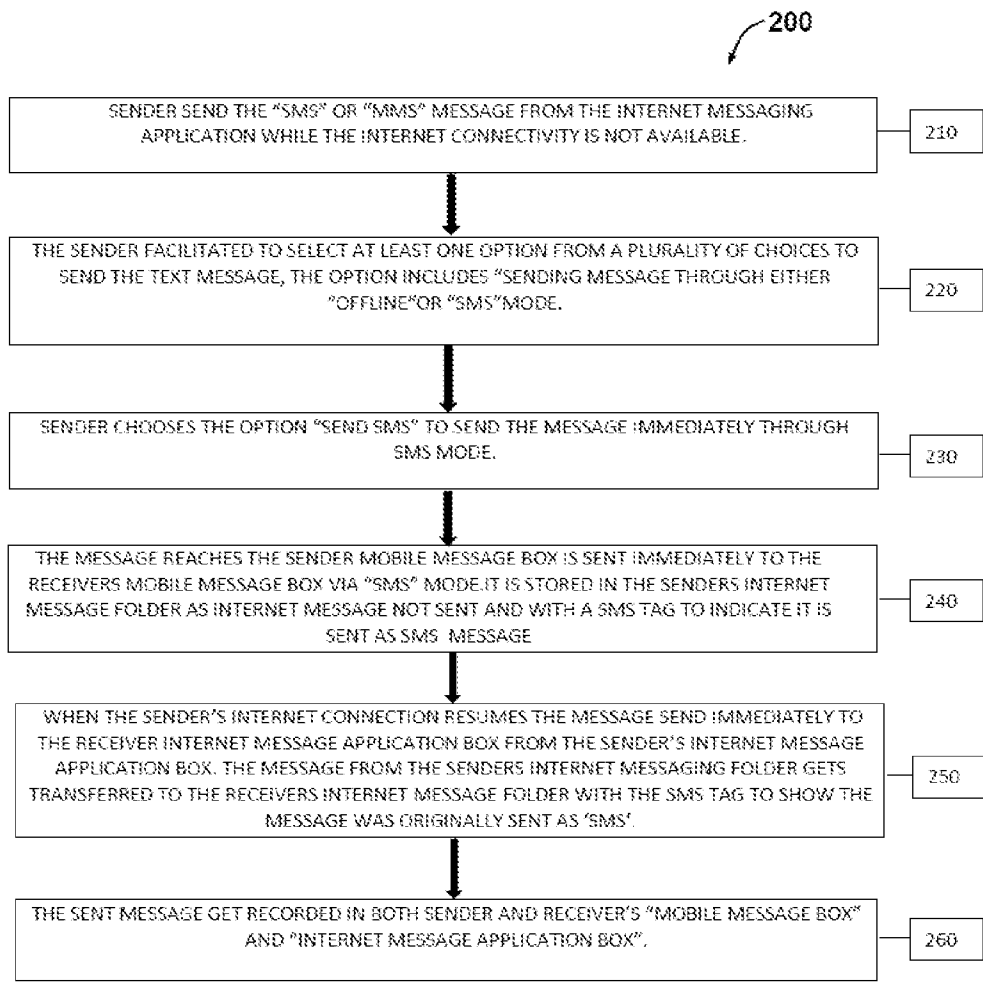 200
SENDER SEND THE “SMS” OR “MMS” MESSAGE FROM THE INTERNET MESSAGING
APPLICATION WHILE THE INTERNET CONNECTIVITY IS NOT AVAILABLE.
210
THE SENDER FACILITATED TO SELECT AT LEAST ONE OPTION FROM A PLURALITY OF CHOICES TO
SEND THE TEXT MESSAGE, THE OPTION INCLUDES “SENDING MESSAGE THROUGH EITHER
“OFFLINE“OR “SMS”MODE.
220
SENDER CHOOSES THE OPTION “SEND SMS” TO SEND THE MESSAGE IMMEDIATELY THROUGH
SMS MODE.
230
THE MESSAGE REACHES THE SENDER MOBILE MESSAGE BOX IS SENT IMMEDIATELY TO THE
RECEIVERS MOBILE MESSAGE BOX VIA “SMS” MODE.IT IS STORED IN THE SENDERS INTERNET
MESSAGE FOLDER AS INTERNET MESSAGE NOT SENT AND WITH A SMS TAG TO INDICATE IT IS
SENT AS SMS MESSAGE
240
WHEN THE SENDER’S INTERNET CONNECTION RESUMES THE MESSAGE SEND IMMEDIATELY TO
THE RECEIVER INTERNET MESSAGE APPLICATION BOX FROM THE SENDER’S INTERNET MESSAGE
APPLICATION BOX. THE MESSAGE FROM THE SENDERS INTERNET MESSAGING FOLDER GETS
TRANSFERRED TO THE RECEIVERS INTERNET MESSAGE FOLDER WITH THE SMS TAG TO SHOW THE
MESSAGE WAS ORIGINALLY SENT AS ‘SMS‘.
250
THE SENT MESSAGE GET RECORDED IN BOTH SENDER AND RECEIVER’S “MOBILE MESSAGE BOX”
AND “INTERNET MESSAGE APPLICATION BOX”.
260